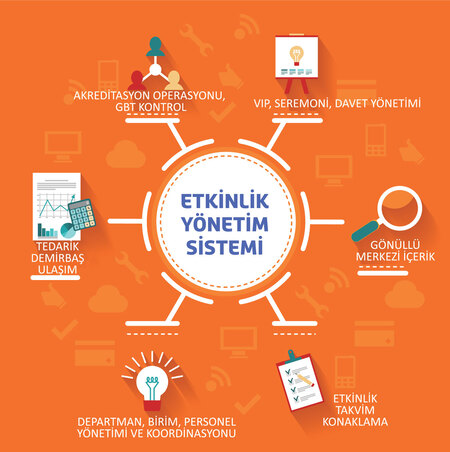 AKREDİTASYON OPERASYONU,
GBT KONTROL
VIP, SEREMONİ, DAVET YÖNETİMİ
ETKİNLİK
YÖNETİM
SİSTEMİ
TEDARİK
DEMİRBAŞ
ULAŞIM
GÖNÜLLÜ
MERKEZİ İÇERİK
DEPARTMAN, BİRİM, PERSONEL
YÖNETİMİ VE KOORDİNASYONU
ETKİNLİK
TAKVİM
KONAKLAMA